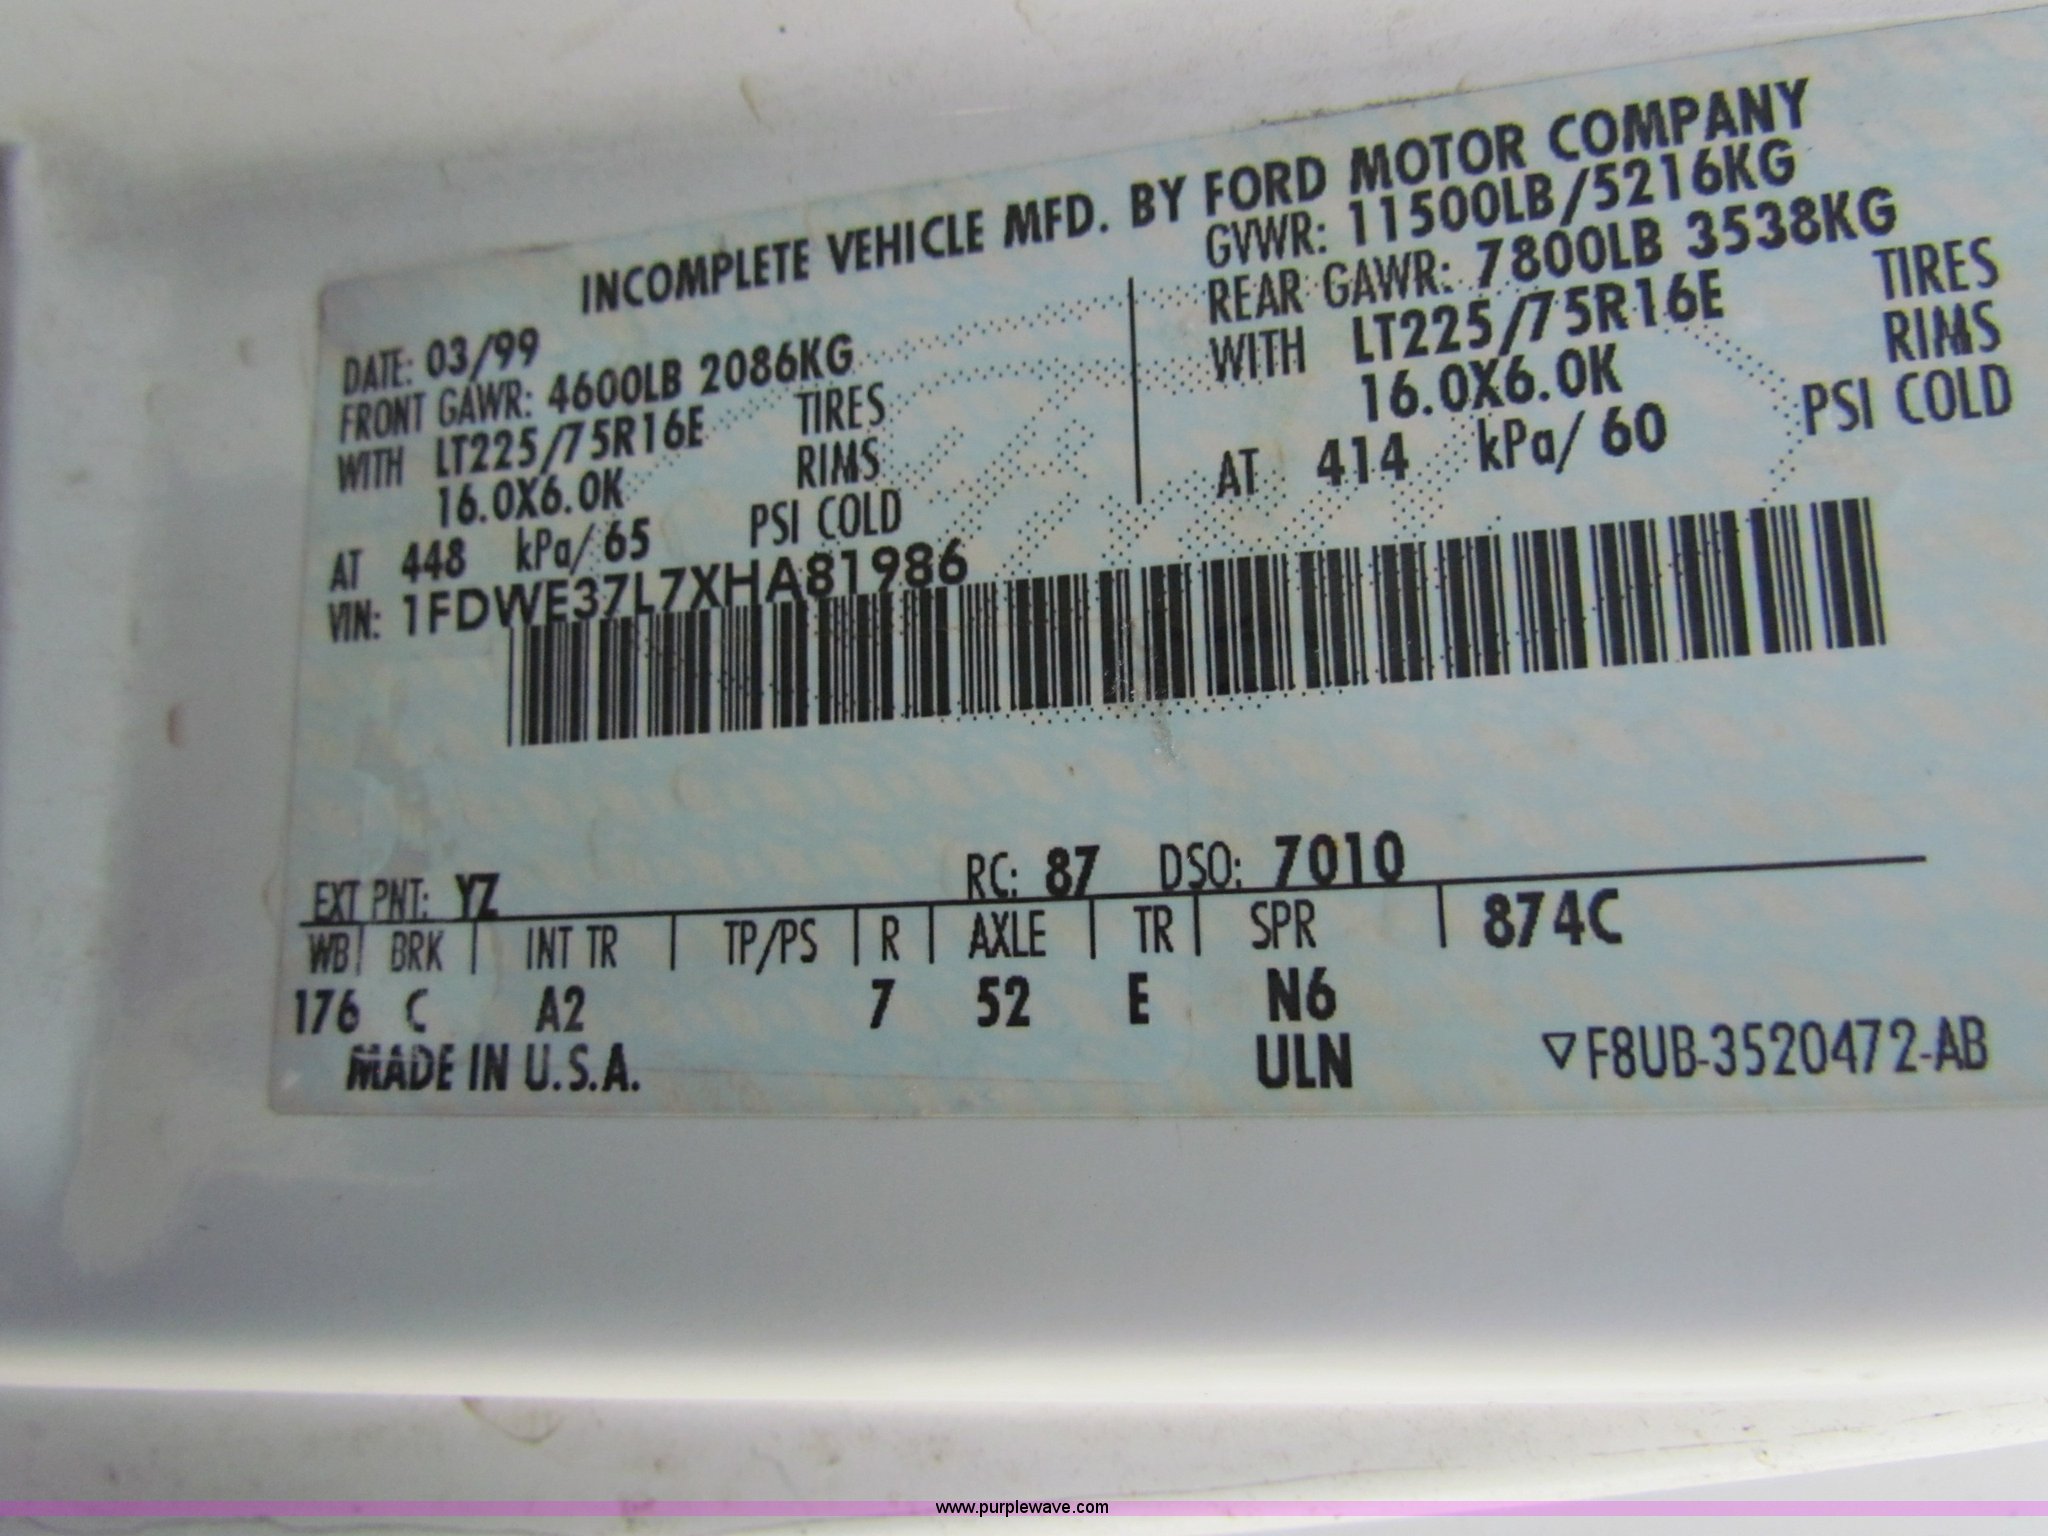 INCOMPLETE VEHICLE MFD. BY FORD MOTOR COMPANY
DATE: 03/99
GVWR: 11500LB/5216KG
FRONT GAWR: 4600LB 2086KG
REAR GAWR: 7800LB 3538KG
WITH LT225/75R16E TIRES
WITH LT225/75R16E TIRES
16.0X6.0K RIMS
16.0X6.0K RIMS
AT 448 kPa/ 65 PSI COLD
AT 414 kPa/ 60 PSI COLD
VIN: 1FDWE37L7XHA81986
EXT PNT: YZ RC: 87 DSO: 7010
WB | BRK | INT TR | TP/PS | R | AXLE | TR | SPR | 874C
176 C A2 7 52 E N6
MADE IN U.S.A. ULN ▽F8UB-3520472-AB
www.purplewave.com